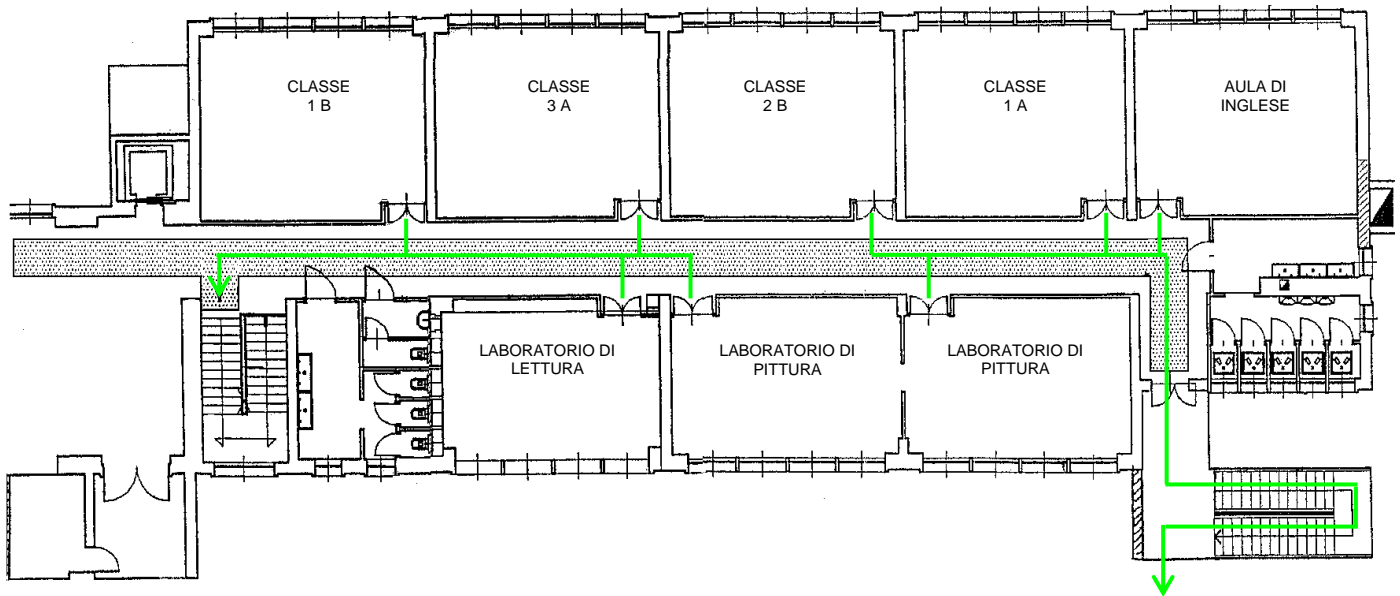 CLASSE
1 B
CLASSE
3 A
CLASSE
2 B
CLASSE
1 A
AULA DI
INGLESE
LABORATORIO DI
LETTURA
LABORATORIO DI
PITTURA
LABORATORIO DI
PITTURA